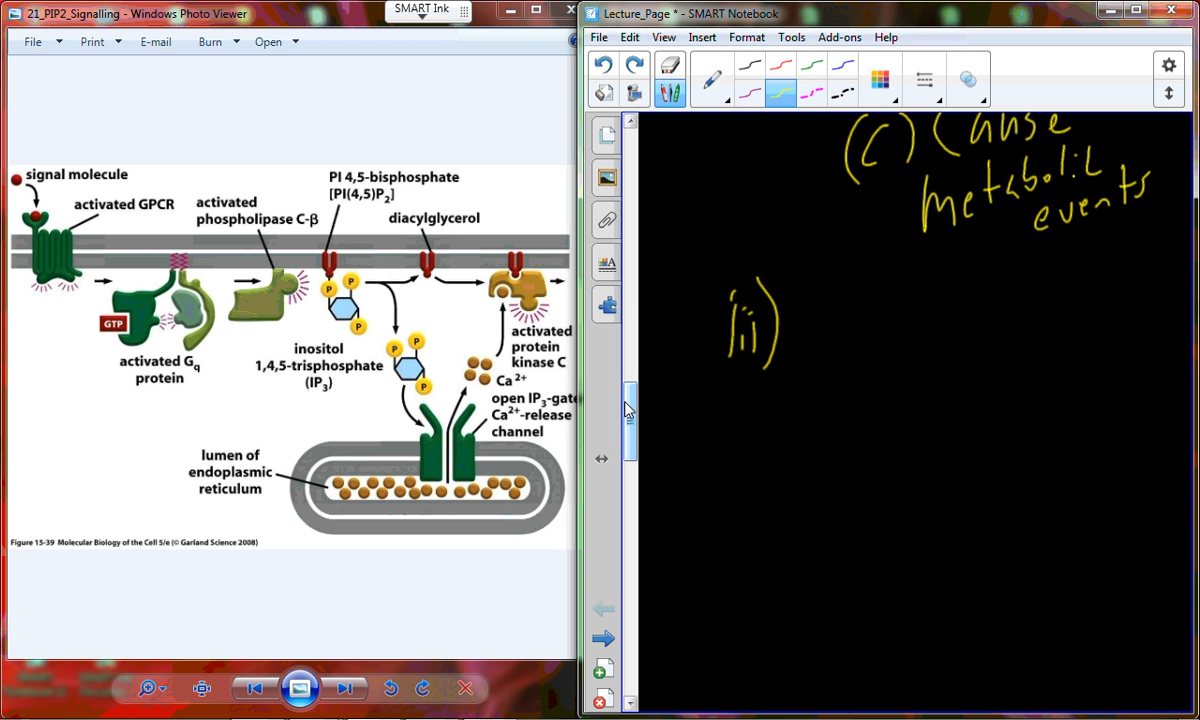 21_PIP2_Signalling - Windows Photo Viewer
SMART Ink
Lecture_Page * - SMART Notebook
File Print E-mail Burn Open
File Edit View Insert Format Tools Add-ons Help
signal molecule
activated GPCR
activated
phospholipase C-β
PI 4,5-bisphosphate
[PI(4,5)P₂]
diacylglycerol
GTP
P
P
P
P
P
P
activated Gq
protein
inositol
1,4,5-trisphosphate
(IP₃)
activated
protein
kinase C
Ca²⁺
open IP₃-gate
Ca²⁺-release
channel
lumen of
endoplasmic
reticulum
Figure 15-39 Molecular Biology of the Cell 5/e (© Garland Science 2008)
(c) Cause
metabolic
events
iii)